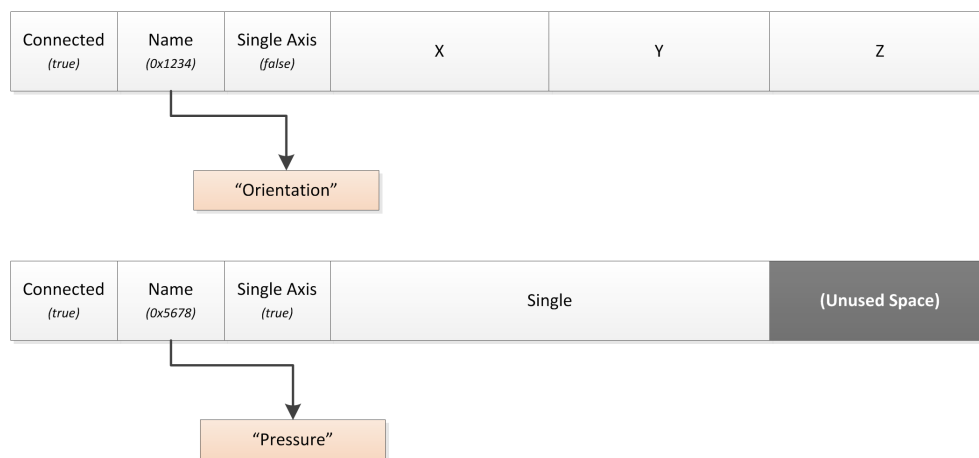 Connected
(true)
Name
(0x1234)
Single Axis
(false)
X
Y
Z
“Orientation”
Connected
(true)
Name
(0x5678)
Single Axis
(true)
Single
(Unused Space)
“Pressure”